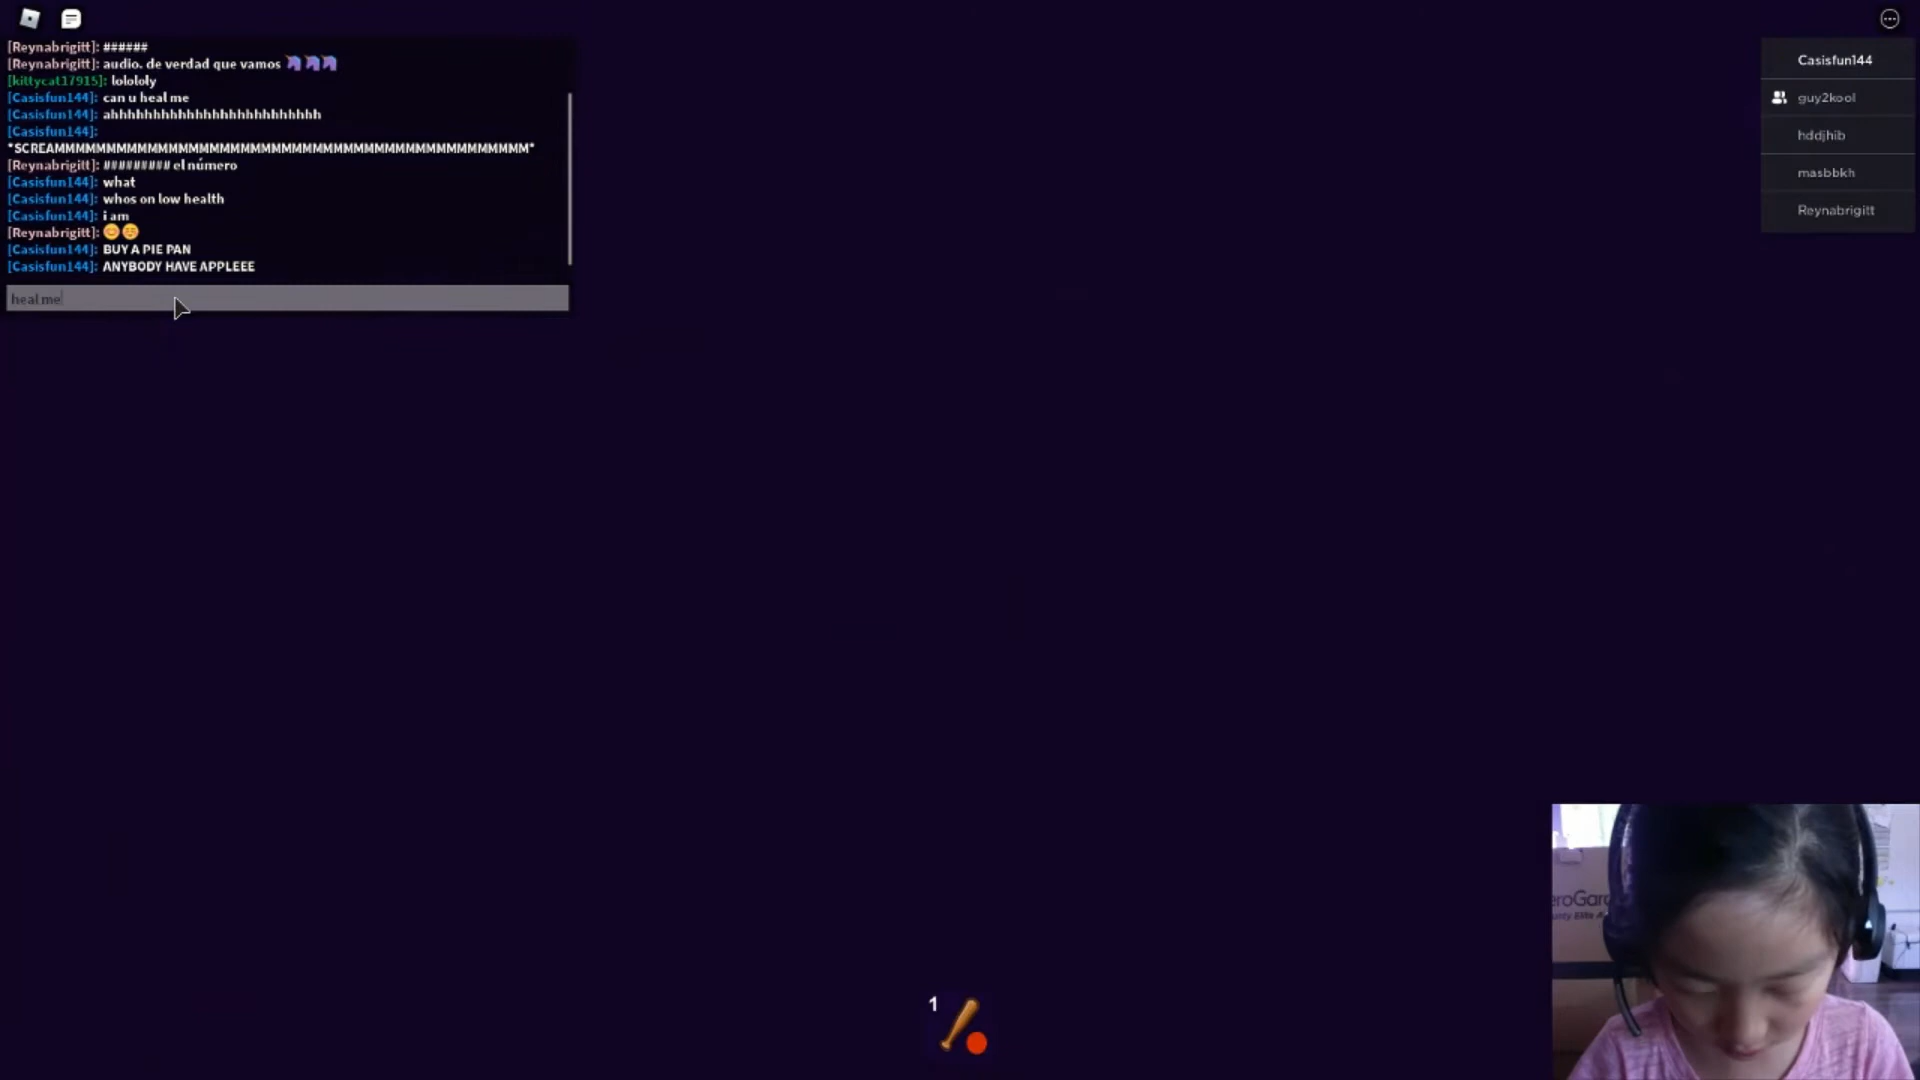 [Reynabrigitt]: ######
[Reynabrigitt]: audio. de verdad que vamos 🦄🦄🦄
[kittycat17915]: lolololy
[Casisfun144]: can u heal me
[Casisfun144]: ahhhhhhhhhhhhhhhhhhhhhhhhhh
[Casisfun144]:
[Reynabrigitt]: ######### el número
[Casisfun144]: what
[Casisfun144]: whos on low health
[Casisfun144]: i am
[Reynabrigitt]: 😊☺️
[Casisfun144]: BUY A PIE PAN
[Casisfun144]: ANYBODY HAVE APPLEEE
heal me
Casisfun144
guy2kool
hddjhib
masbbkh
Reynabrigitt
1